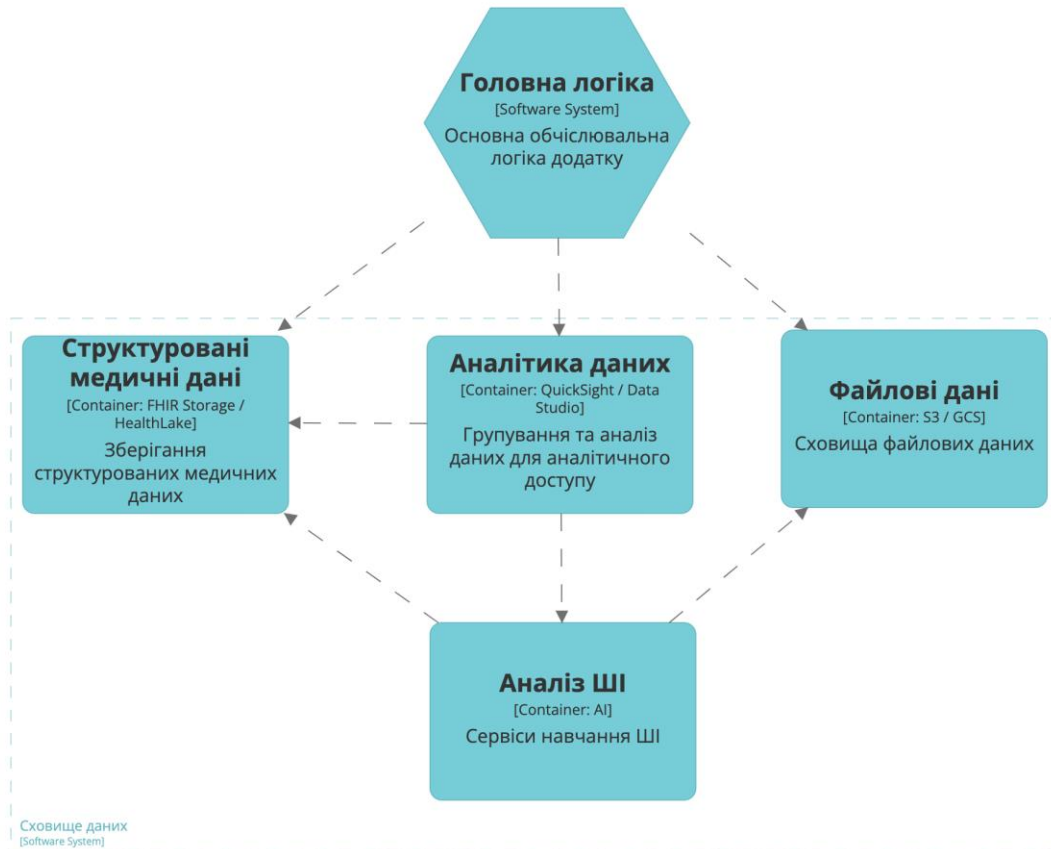 Головна логіка
[Software System]
Основна обчіслювальна
логіка додатку
Структуровані
медичні дані
[Container: FHIR Storage /
HealthLake]
Зберігання
структурованих медичних
даних
Аналітика даних
[Container: QuickSight / Data
Studio]
Групування та аналіз
даних для аналітичного
доступу
Файлові дані
[Container: S3 / GCS]
Сховища файлових даних
Аналіз ШІ
[Container: AI]
Сервіси навчання ШІ
Сховище даних
[Software System]